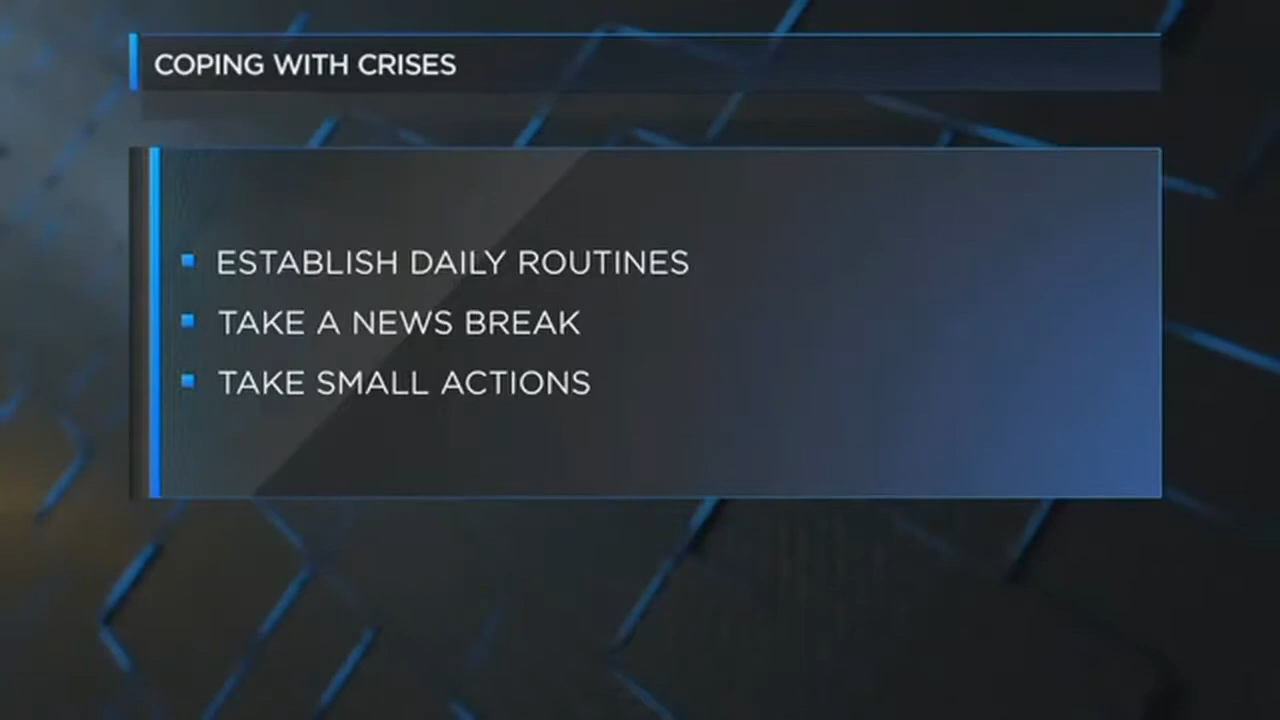 COPING WITH CRISES
ESTABLISH DAILY ROUTINES
TAKE A NEWS BREAK
TAKE SMALL ACTIONS